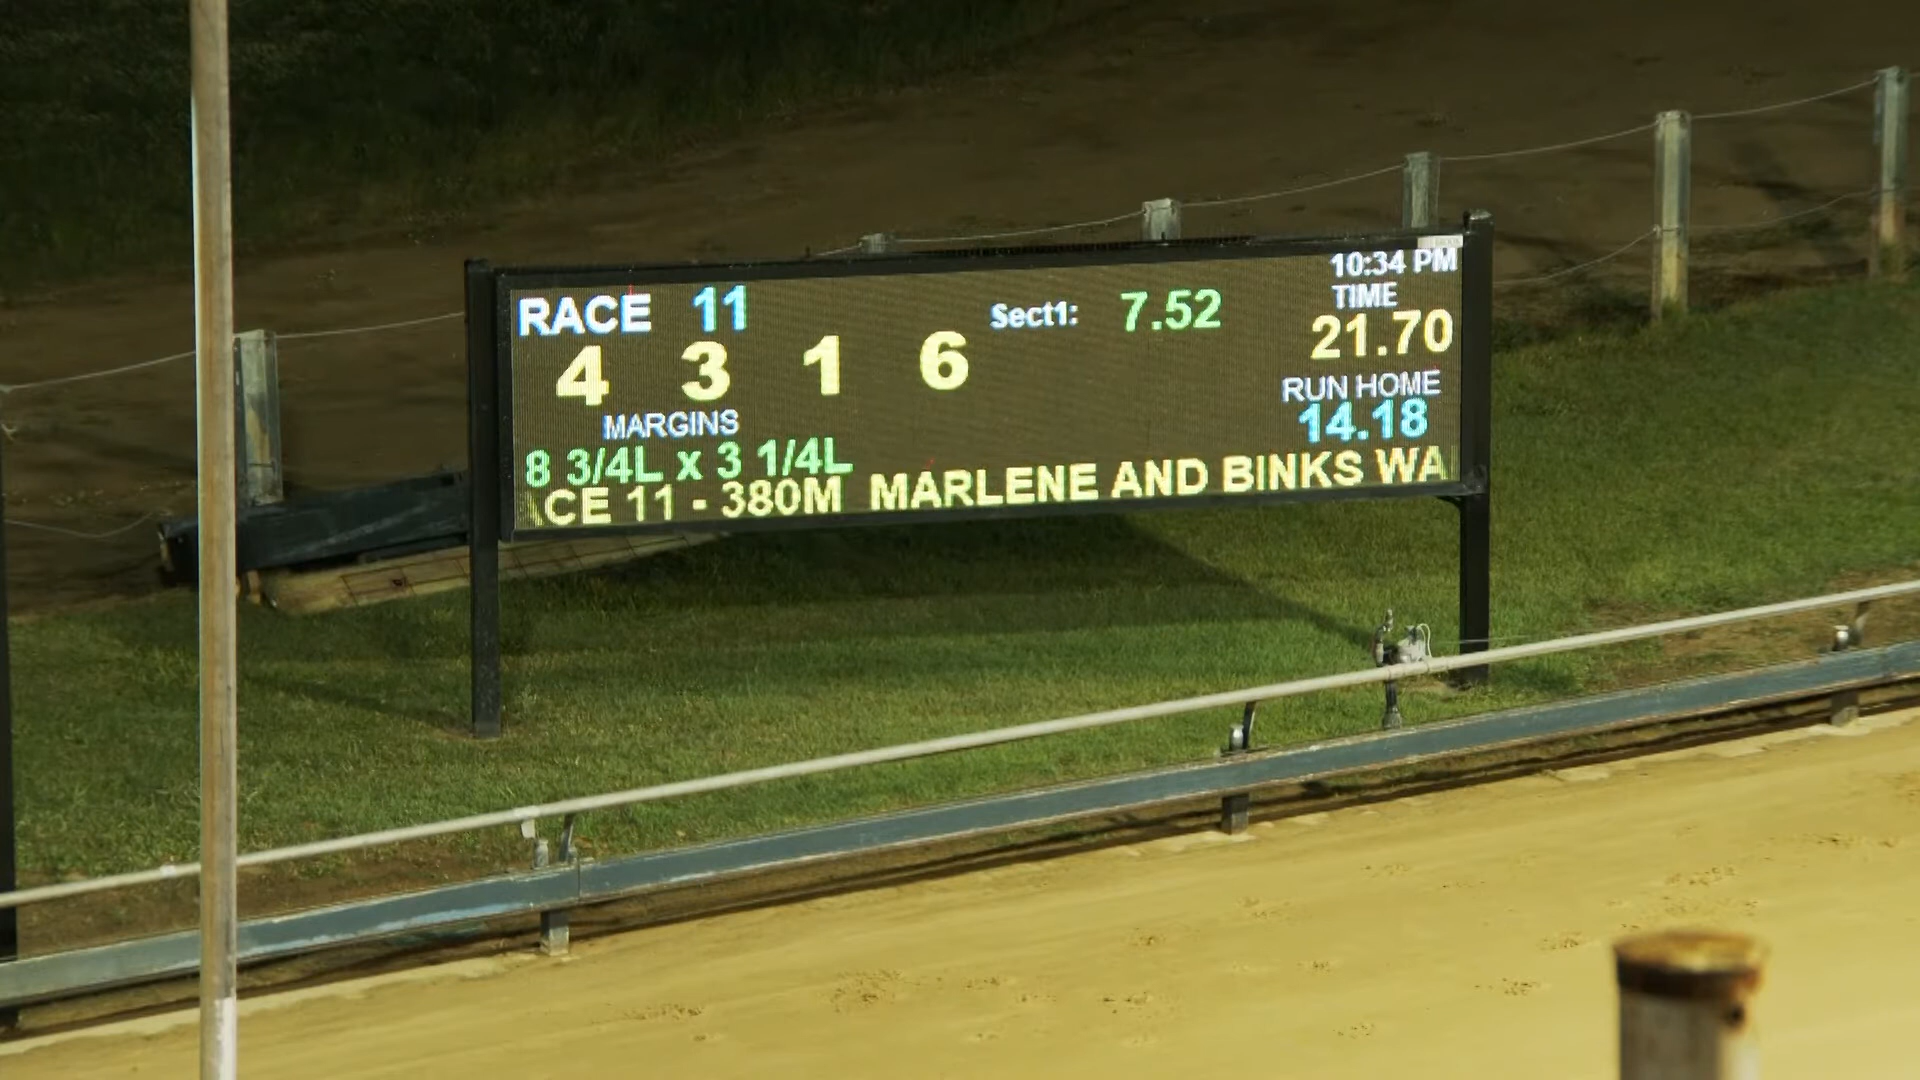 10:34 PM
RACE 11 Sect1: 7.52 TIME
21.70
4 3 1 6
RUN HOME
MARGINS 14.18
8 3/4L x 3 1/4L
CE 11 - 380M MARLENE AND BINKS WA